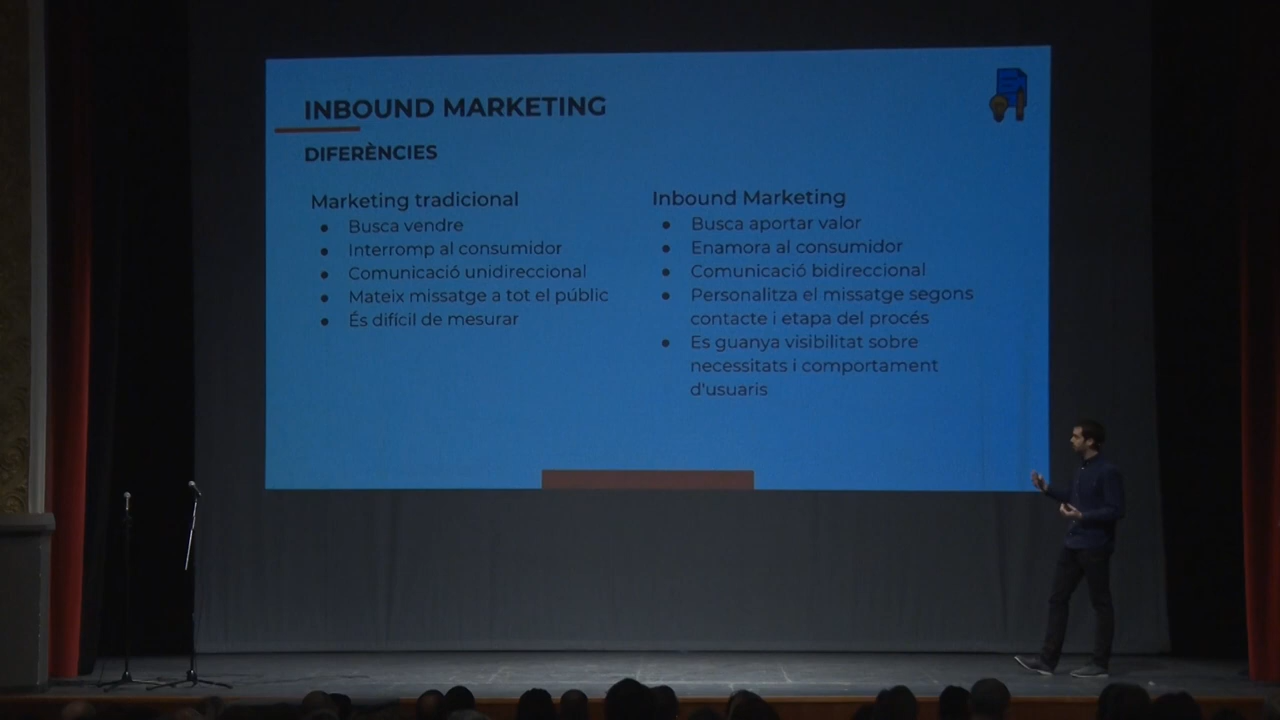 INBOUND MARKETING
DIFERÈNCIES
Marketing tradicional
● Busca vendre
● Interromp al consumidor
● Comunicació unidireccional
● Mateix missatge a tot el públic
● És difícil de mesurar
Inbound Marketing
● Busca aportar valor
● Enamora al consumidor
● Comunicació bidireccional
● Personalitza el missatge segons
contacte i etapa del procés
● Es guanya visibilitat sobre
necessitats i comportament
d'usuaris